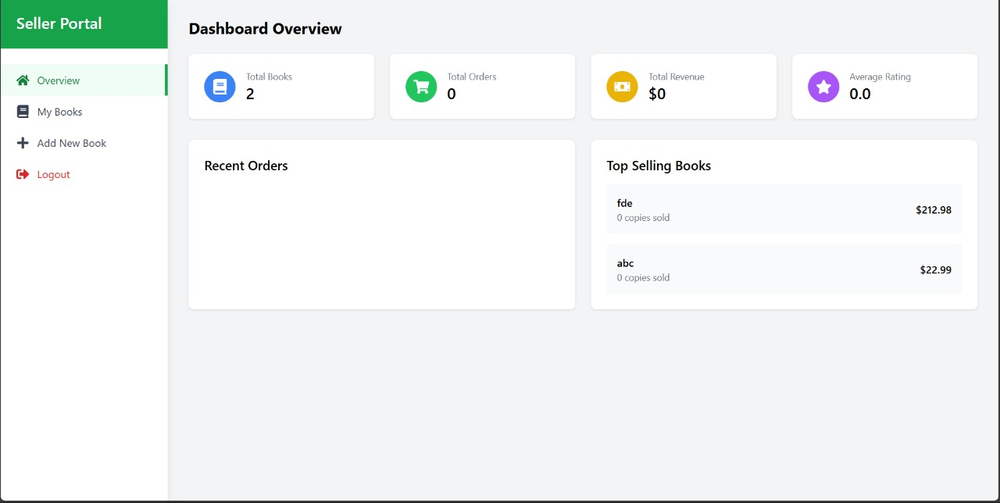 Seller Portal
Overview
My Books
Add New Book
Logout
Dashboard Overview
Total Books
2
Total Orders
0
Total Revenue
$0
Average Rating
0.0
Recent Orders
Top Selling Books
fde
0 copies sold
$212.98
abc
0 copies sold
$22.99